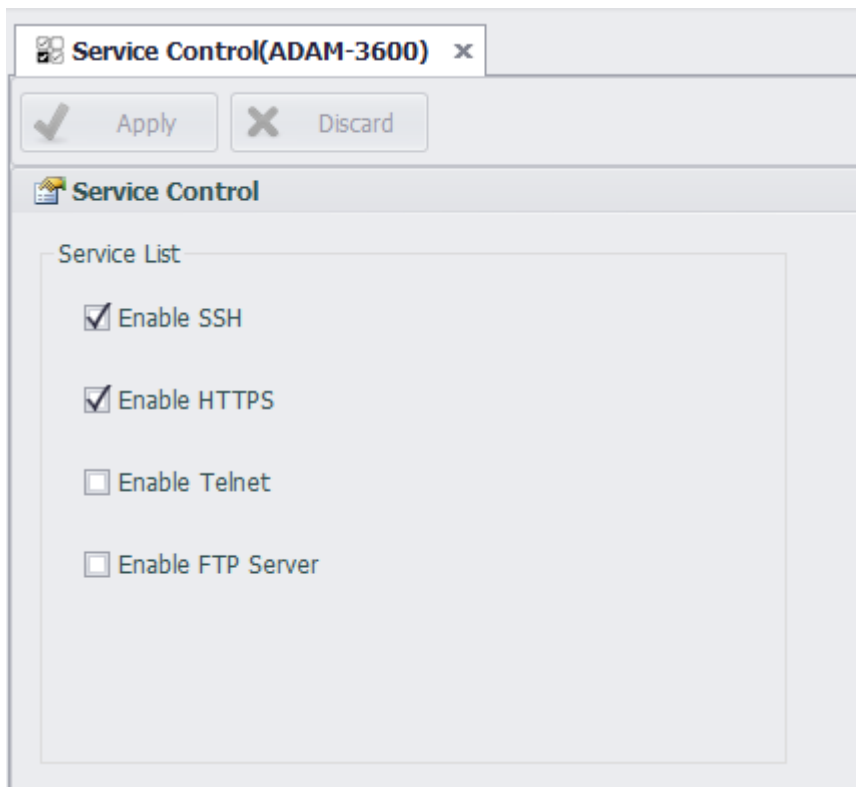 Service Control(ADAM-3600)
Apply Discard
Service Control
Service List
Enable SSH
Enable HTTPS
Enable Telnet
Enable FTP Server